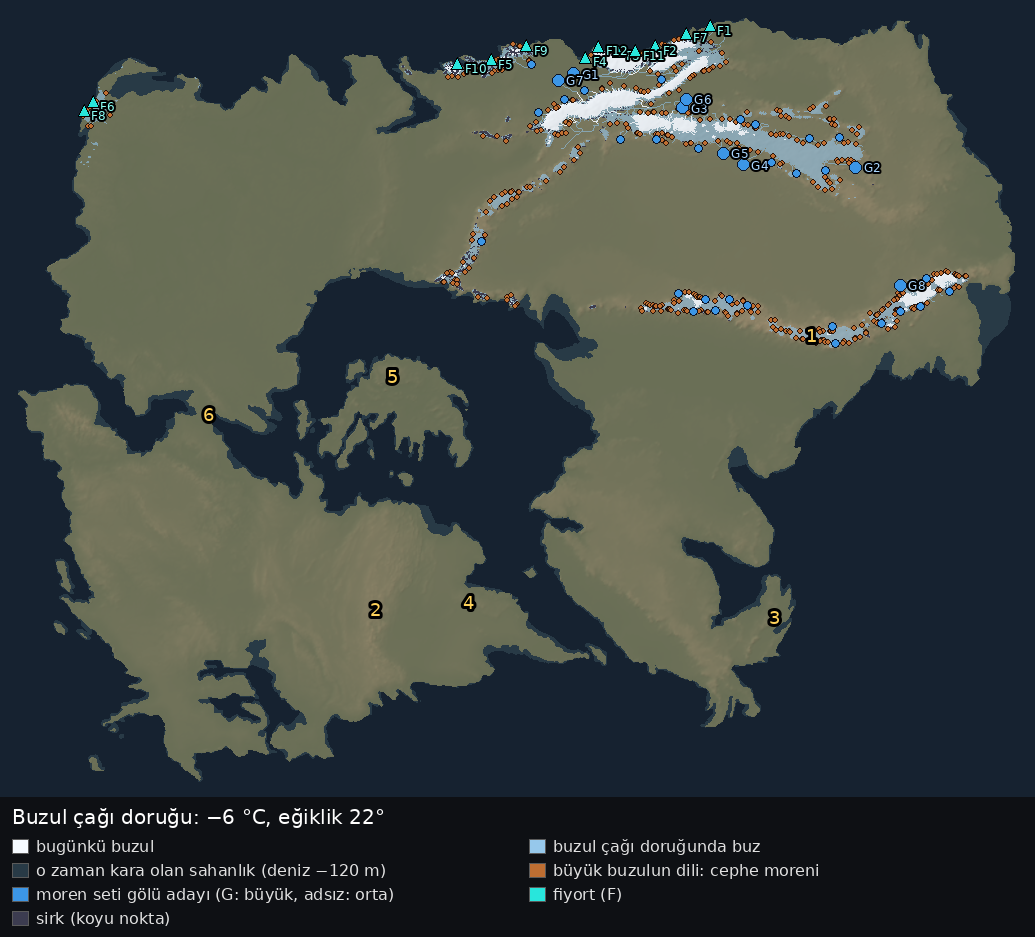 F1
F7
F9
F12
F11
F2
F4
F10
F5
G1
G7
F6
F8
G6
G3
G5
G4
G2
G8
1
5
6
4
2
3
Buzul çağı doruğu: −6 °C, eğiklik 22°
bugünkü buzul
buzul çağı doruğunda buz
o zaman kara olan sahanlık (deniz −120 m)
büyük buzulun dili: cephe moreni
moren seti gölü adayı (G: büyük, adsız: orta)
fiyort (F)
sirk (koyu nokta)